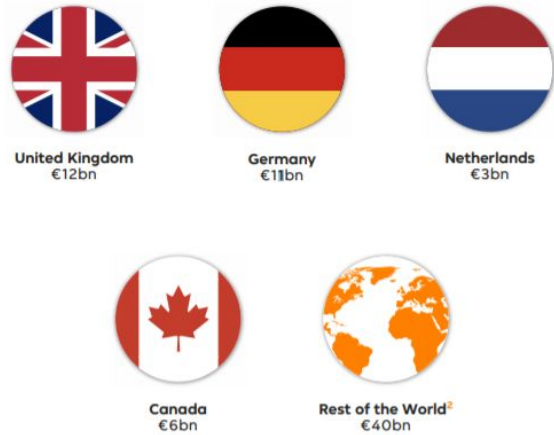 United Kingdom
€12bn
Germany
€11bn
Netherlands
€3bn
Canada
€6bn
Rest of the World²
€40bn